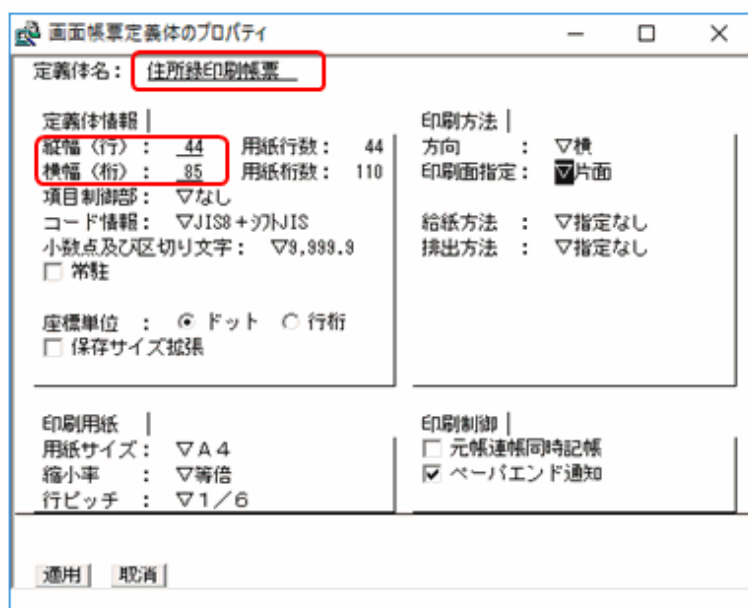 画面帳票定義体のプロパティ
定義体名： 住所録印刷帳票
定義体情報
縦幅（行）： 44 用紙行数： 44
横幅（桁）： 85 用紙桁数： 110
項目制御部： ▽なし
コード情報： ▽JIS8+シフトJIS
小数点及び区切り文字： ▽9,999.9
常駐
座標単位 ： ドット 行桁
保存サイズ拡張
印刷方法
方向 ： ▽横
印刷面指定： ▽片面
給紙方法 ： ▽指定なし
排出方法 ： ▽指定なし
印刷用紙
用紙サイズ： ▽A4
縮小率 ： ▽等倍
行ピッチ ： ▽1／6
印刷制御
元帳連帳同時記帳
ペーパエンド通知
適用 取消